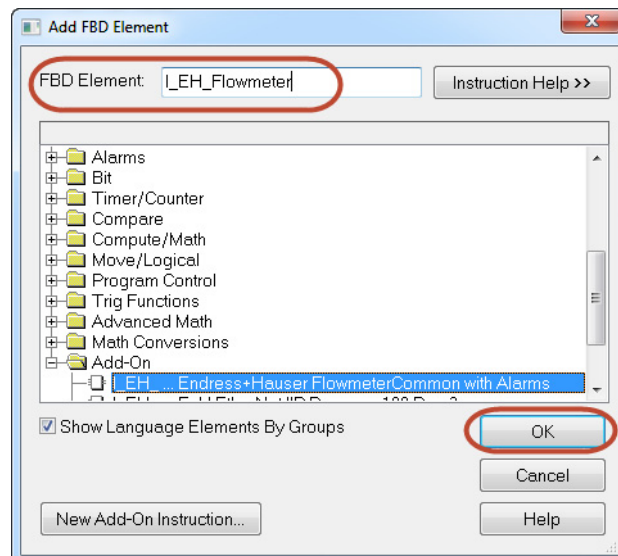 Add FBD Element
FBD Element: I_EH_Flowmeter
Instruction Help >>
Alarms
Bit
Timer/Counter
Compare
Compute/Math
Move/Logical
Program Control
Trig Functions
Advanced Math
Math Conversions
Add-On
I_EH_ ... Endress+Hauser FlowmeterCommon with Alarms
Show Language Elements By Groups
OK
Cancel
New Add-On Instruction...
Help